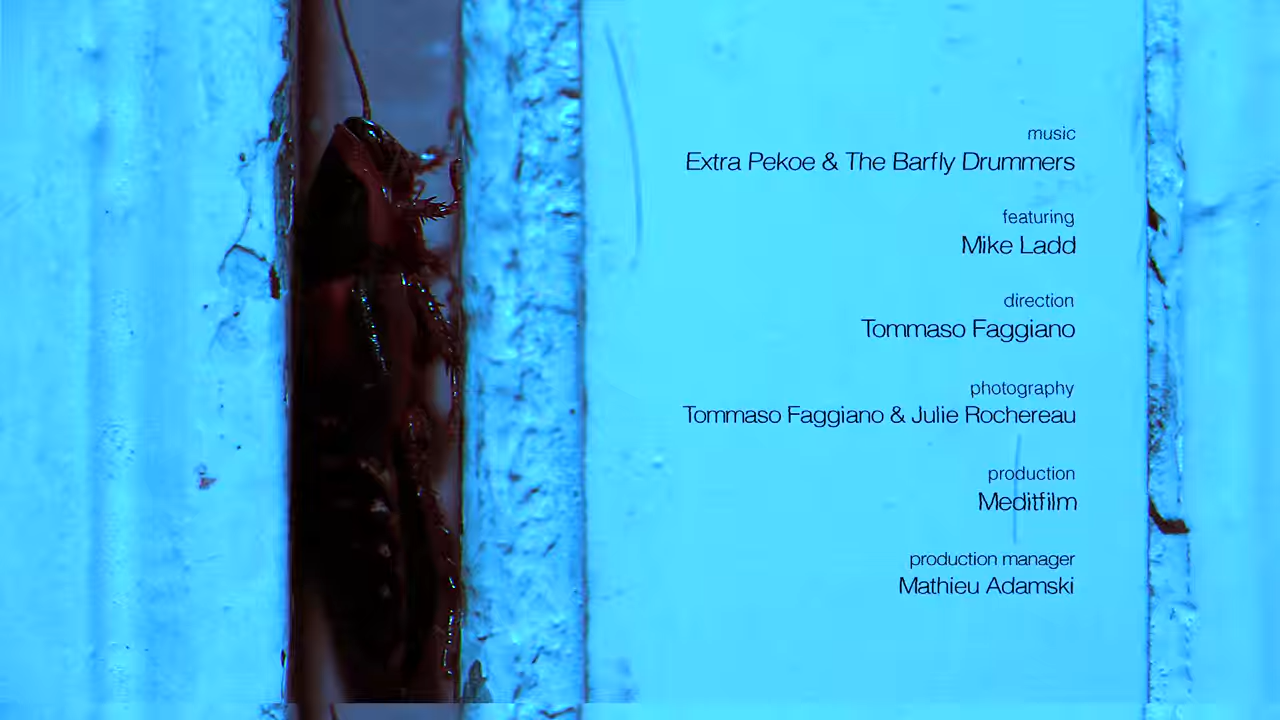 music
Extra Pekoe & The Barfly Drummers
featuring
Mike Ladd
direction
Tommaso Faggiano
photography
Tommaso Faggiano & Julie Rochereau
production
Meditfilm
production manager
Mathieu Adamski